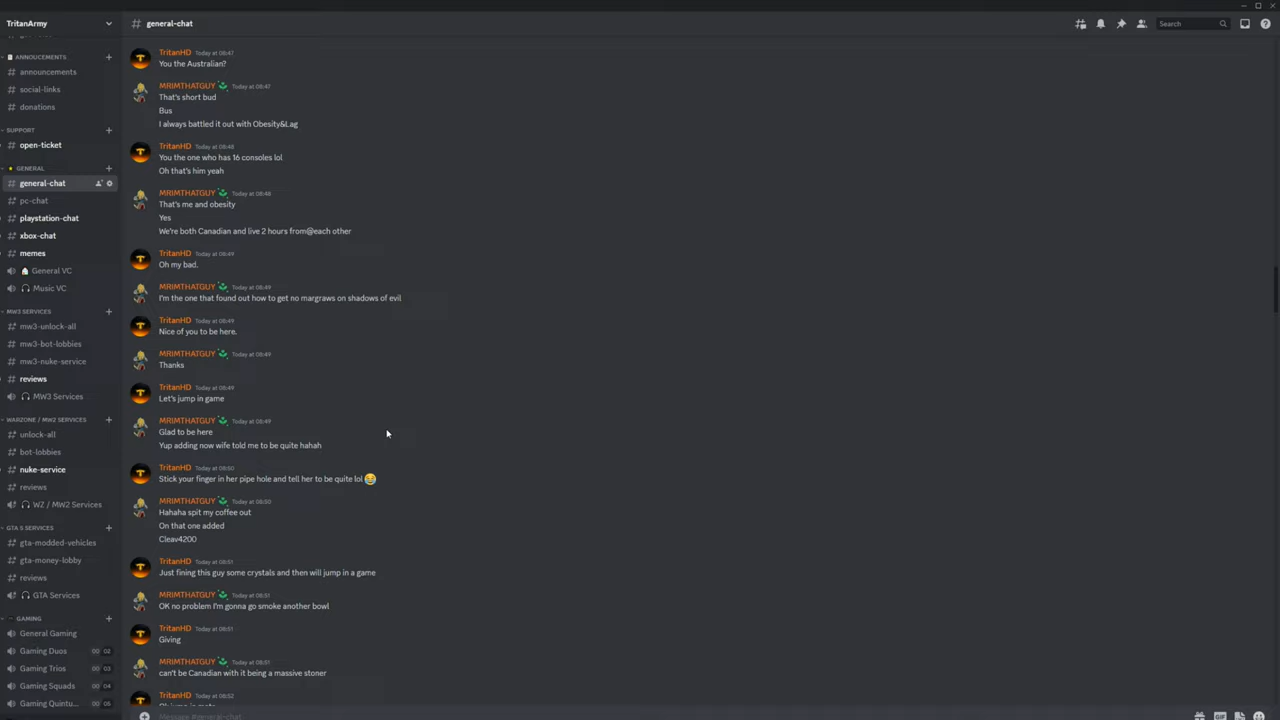 TritanArmy
general-chat
Search
ANNOUCEMENTS
announcements
social-links
donations
SUPPORT
open-ticket
GENERAL
general-chat
pc-chat
playstation-chat
xbox-chat
memes
General VC
Music VC
MW3 SERVICES
mw3-unlock-all
mw3-bot-lobbies
mw3-nuke-service
reviews
MW3 Services
WARZONE / MW2 SERVICES
unlock-all
bot-lobbies
nuke-service
reviews
WZ / MW2 Services
GTA 5 SERVICES
gta-modded-vehicles
gta-money-lobby
reviews
GTA Services
GAMING
General Gaming
Gaming Duos 00 02
Gaming Trios 00 03
Gaming Squads 00 04
Gaming Quintu... 00 05
TritanHD Today at 08:47
You the Australian?
MRIMTHATGUY Today at 08:47
That's short bud
Bus
I always battled it out with Obesity&Lag
TritanHD Today at 08:48
You the one who has 16 consoles lol
Oh that's him yeah
MRIMTHATGUY Today at 08:48
That's me and obesity
Yes
We're both Canadian and live 2 hours from@each other
TritanHD Today at 08:49
Oh my bad.
MRIMTHATGUY Today at 08:49
I'm the one that found out how to get no margraws on shadows of evil
TritanHD Today at 08:49
Nice of you to be here.
MRIMTHATGUY Today at 08:49
Thanks
TritanHD Today at 08:49
Let's jump in game
MRIMTHATGUY Today at 08:49
Glad to be here
Yup adding now wife told me to be quite hahah
TritanHD Today at 08:50
Stick your finger in her pipe hole and tell her to be quite lol 😂
MRIMTHATGUY Today at 08:50
Hahaha spit my coffee out
On that one added
Cleav4200
TritanHD Today at 08:51
Just fining this guy some crystals and then will jump in a game
MRIMTHATGUY Today at 08:51
OK no problem I'm gonna go smoke another bowl
TritanHD Today at 08:51
Giving
MRIMTHATGUY Today at 08:51
can't be Canadian with it being a massive stoner
TritanHD Today at 08:52
Message #general-chat
GIF